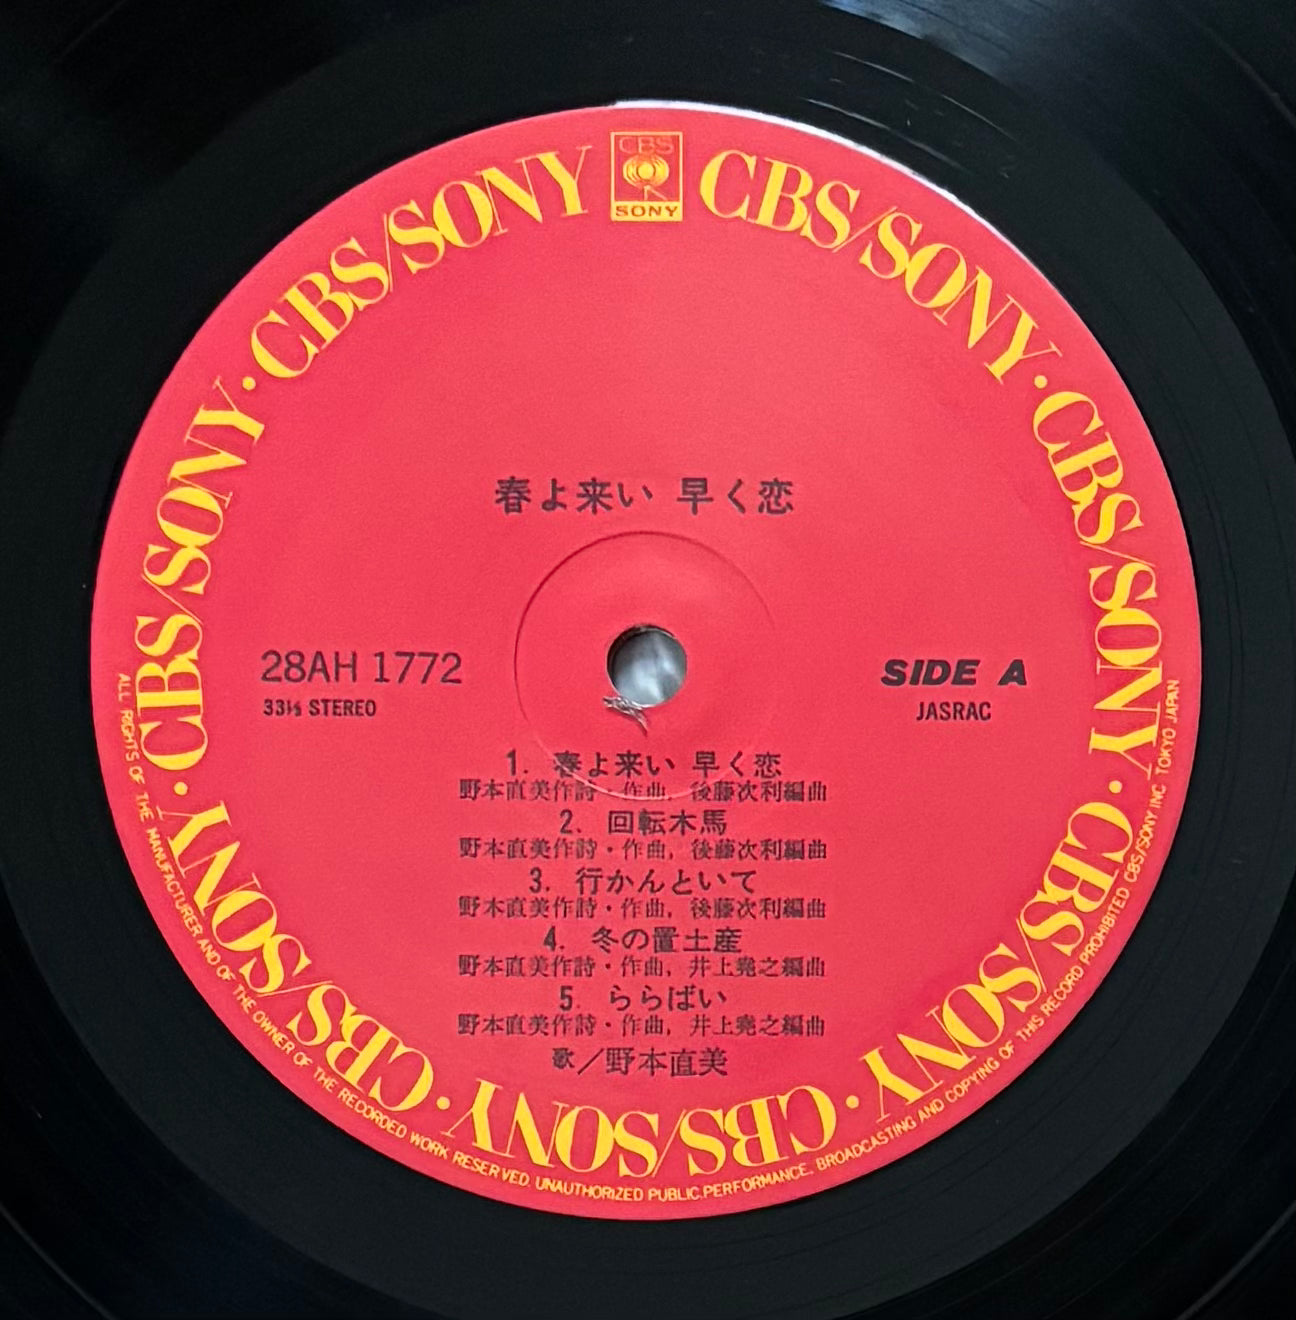 CBS
SONY
CBS/SONY · CBS/SONY · CBS/SONY · CBS/SONY · CBS/SONY · CBS/SONY · CBS/SONY · CBS/SONY
春よ来い 早く恋
28AH 1772
33⅓ STEREO
SIDE A
JASRAC
1. 春よ来い 早く恋
野本直美作詩・作曲，後藤次利編曲
2. 回転木馬
野本直美作詩・作曲，後藤次利編曲
3. 行かんといて
野本直美作詩・作曲，後藤次利編曲
4. 冬の置土産
野本直美作詩・作曲，井上堯之編曲
5. ららばい
野本直美作詩・作曲，井上堯之編曲
歌／野本直美
ALL RIGHTS OF THE MANUFACTURER AND OF THE OWNER OF THE RECORDED WORK RESERVED. UNAUTHORIZED PUBLIC.PERFORMANCE. BROADCASTING AND COPYING OF THIS RECORD PROHIBITED CBS/SONY INC TOKYO JAPAN